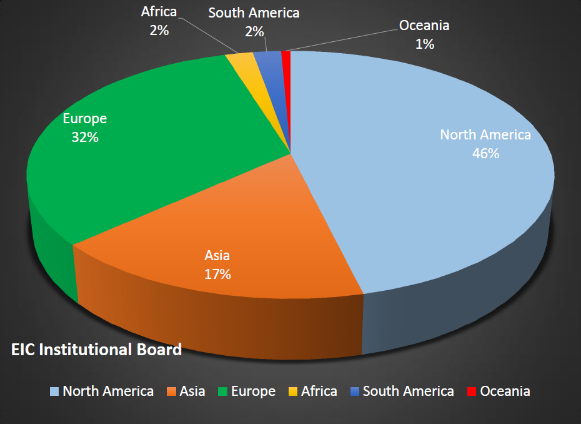 Africa
2%
South America
2%
Oceania
1%
Europe
32%
North America
46%
Asia
17%
EIC Institutional Board
North America Asia Europe Africa South America Oceania